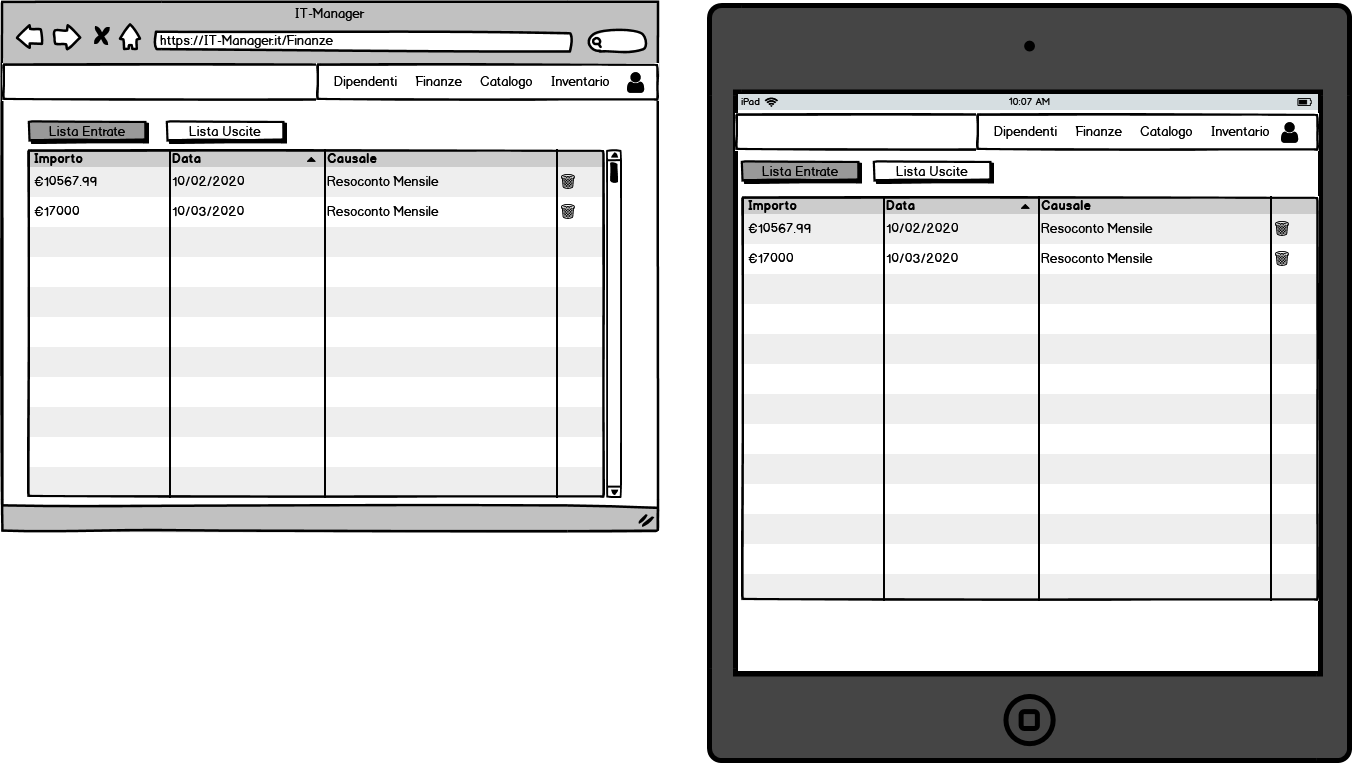 IT-Manager
https://IT-Manager.it/Finanze
Dipendenti Finanze Catalogo Inventario
Lista Entrate Lista Uscite
Importo Data Causale
€10567.99 10/02/2020 Resoconto Mensile
€17000 10/03/2020 Resoconto Mensile
iPad 10:07 AM
Dipendenti Finanze Catalogo Inventario
Lista Entrate Lista Uscite
Importo Data Causale
€10567.99 10/02/2020 Resoconto Mensile
€17000 10/03/2020 Resoconto Mensile